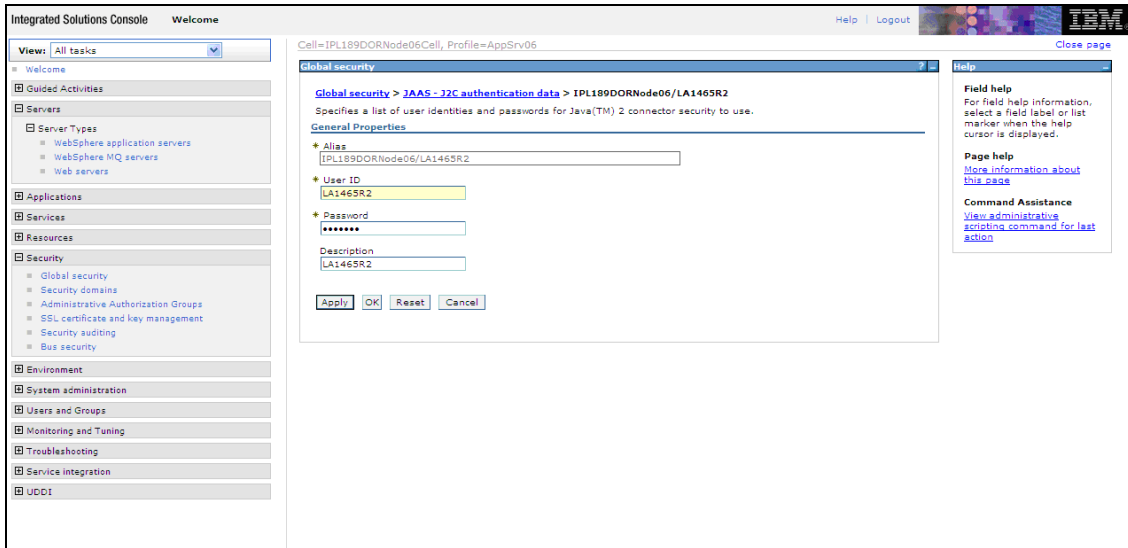 Integrated Solutions Console Welcome Help | Logout IBM.
View: All tasks
Welcome
Guided Activities
Servers
Server Types
WebSphere application servers
WebSphere MQ servers
Web servers
Applications
Services
Resources
Security
Global security
Security domains
Administrative Authorization Groups
SSL certificate and key management
Security auditing
Bus security
Environment
System administration
Users and Groups
Monitoring and Tuning
Troubleshooting
Service integration
UDDI
Cell=IPL189DORNode06Cell, Profile=AppSrv06
Close page
Global security ? -
Global security > JAAS - J2C authentication data > IPL189DORNode06/LA1465R2
Specifies a list of user identities and passwords for Java(TM) 2 connector security to use.
General Properties
* Alias
IPL189DORNode06/LA1465R2
* User ID
LA1465R2
* Password
•••••••
Description
LA1465R2
Apply OK Reset Cancel
Help -
Field help
For field help information,
select a field label or list
marker when the help
cursor is displayed.
Page help
More information about
this page
Command Assistance
View administrative
scripting command for last
action